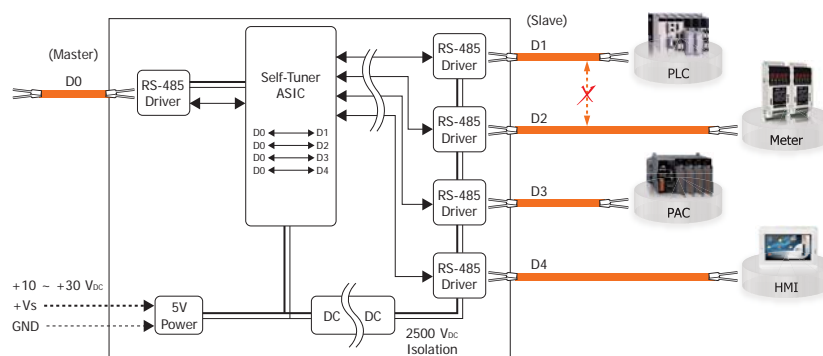 (Master)
D0
RS-485
Driver
Self-Tuner
ASIC
D0 D1
D0 D2
D0 D3
D0 D4
RS-485
Driver
RS-485
Driver
RS-485
Driver
RS-485
Driver
(Slave)
D1
PLC
D2
Meter
D3
PAC
D4
HMI
+10 ~ +30 VDC
+Vs
GND
5V
Power
DC DC
2500 VDC
Isolation